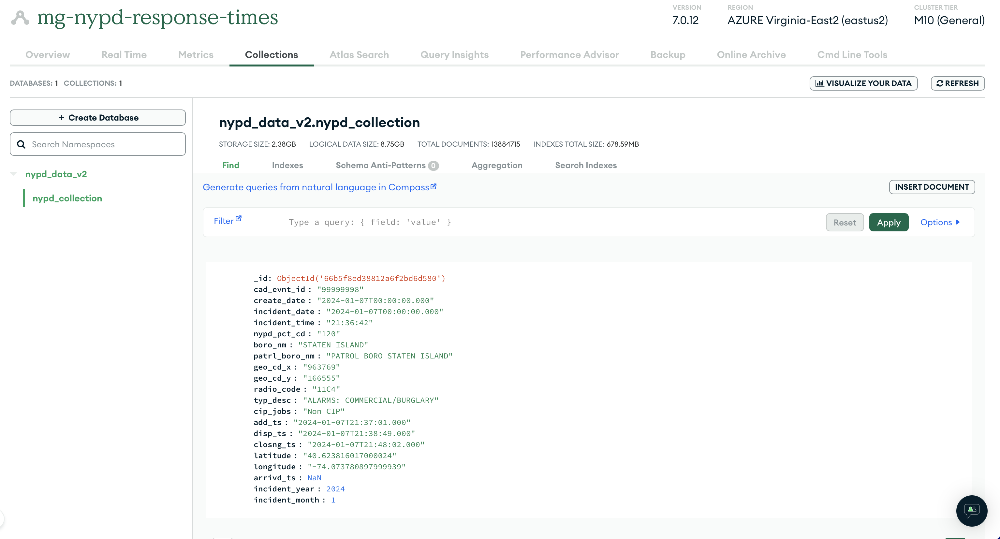 mg-nypd-response-times
VERSION
7.0.12
REGION
AZURE Virginia-East2 (eastus2)
CLUSTER TIER
M10 (General)
Overview Real Time Metrics Collections Atlas Search Query Insights Performance Advisor Backup Online Archive Cmd Line Tools
DATABASES: 1 COLLECTIONS: 1
VISUALIZE YOUR DATA
REFRESH
+ Create Database
Search Namespaces
nypd_data_v2
nypd_collection
nypd_data_v2.nypd_collection
STORAGE SIZE: 2.38GB LOGICAL DATA SIZE: 8.75GB TOTAL DOCUMENTS: 13884715 INDEXES TOTAL SIZE: 678.59MB
Find Indexes Schema Anti-Patterns 0 Aggregation Search Indexes
Generate queries from natural language in Compass
INSERT DOCUMENT
Filter
Type a query: { field: 'value' }
Reset
Apply
Options
_id: ObjectId('66b5f8ed38812a6f2bd6d580')
cad_evnt_id : "99999998"
create_date : "2024-01-07T00:00:00.000"
incident_date : "2024-01-07T00:00:00.000"
incident_time : "21:36:42"
nypd_pct_cd : "120"
boro_nm : "STATEN ISLAND"
patrl_boro_nm : "PATROL BORO STATEN ISLAND"
geo_cd_x : "963769"
geo_cd_y : "166555"
radio_code : "11C4"
typ_desc : "ALARMS: COMMERCIAL/BURGLARY"
cip_jobs : "Non CIP"
add_ts : "2024-01-07T21:37:01.000"
disp_ts : "2024-01-07T21:38:49.000"
closng_ts : "2024-01-07T21:48:02.000"
latitude : "40.623816017000024"
longitude : "-74.073780897999939"
arrivd_ts : NaN
incident_year : 2024
incident_month : 1